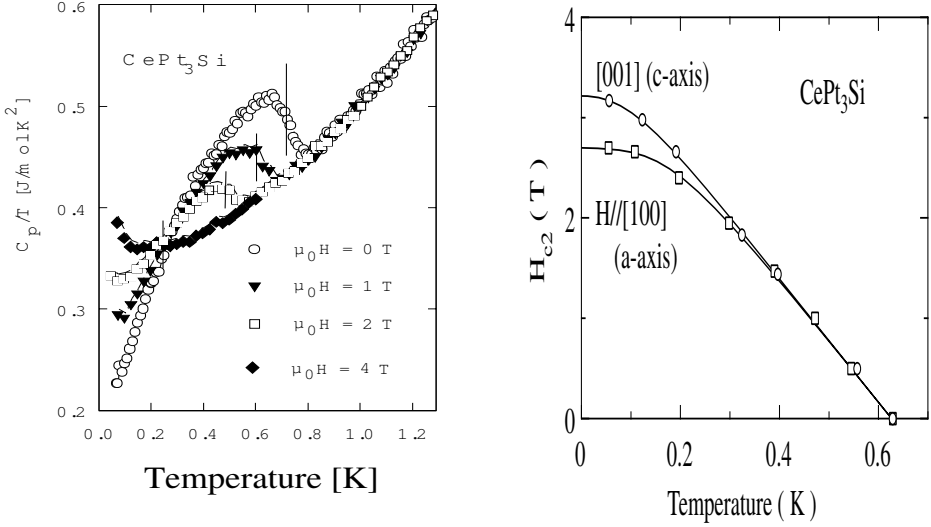 0.6
0.5
0.4
0.3
0.2
C_p/T [J/molK²]
CePt₃Si
μ₀H = 0 T
μ₀H = 1 T
μ₀H = 2 T
μ₀H = 4 T
0.0 0.2 0.4 0.6 0.8 1.0 1.2
Temperature [K]
4
2
0
H_c2 (T)
[001] (c-axis)
CePt₃Si
H//[100]
(a-axis)
0 0.2 0.4 0.6
Temperature ( K )